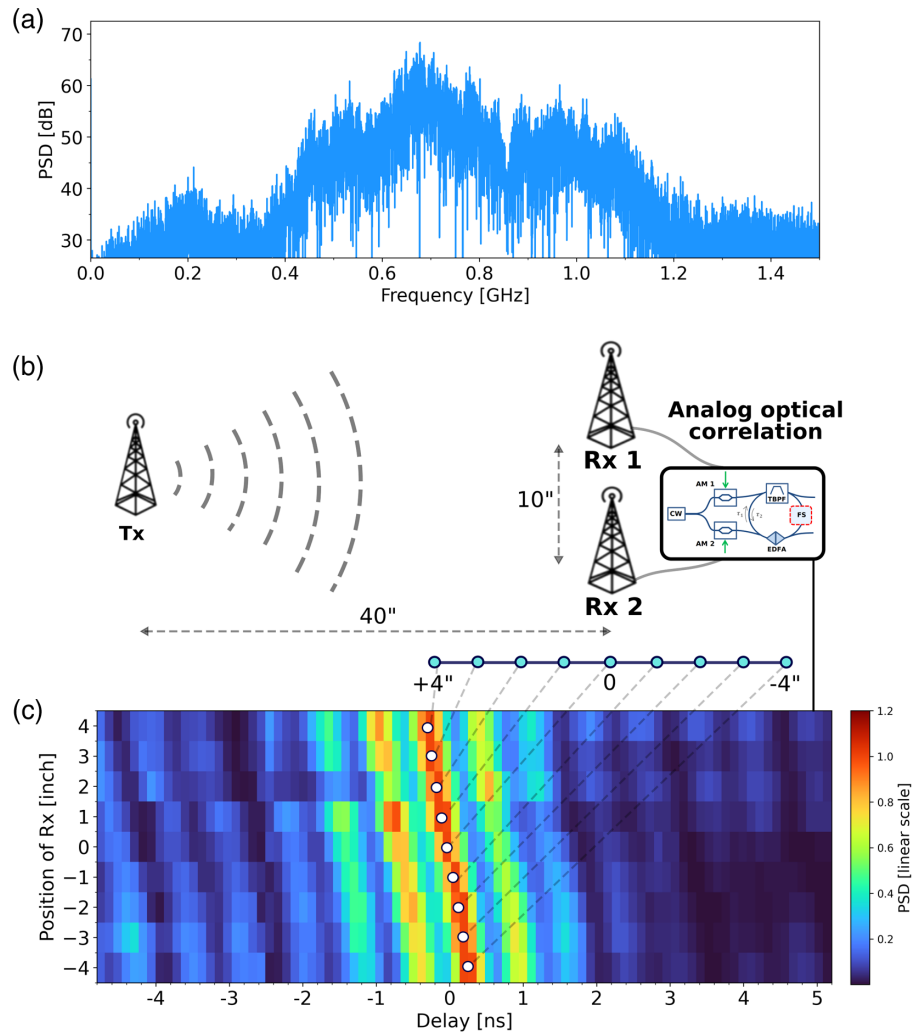 (a)
70
60
50
40
30
PSD [dB]
0.0 0.2 0.4 0.6 0.8 1.0 1.2 1.4
Frequency [GHz]
(b)
Tx
Rx 1
10"
Rx 2
40"
Analog optical
correlation
AM 1
TBPF
CW
τ1 τ2
FS
AM 2
EDFA
+4" 0 -4"
(c)
4
3
2
1
0
−1
−2
−3
−4
Position of Rx [inch]
-4 -3 -2 -1 0 1 2 3 4 5
Delay [ns]
1.2
1.0
0.8
0.6
0.4
0.2
PSD [linear scale]